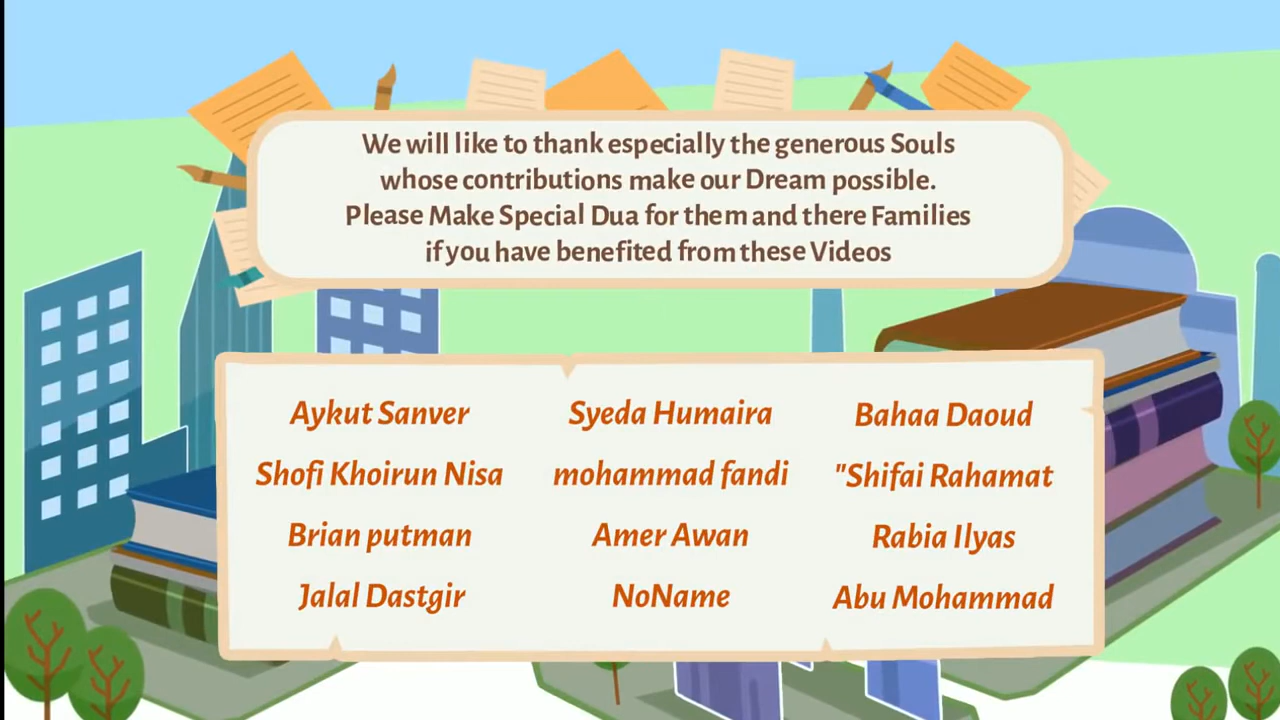 We will like to thank especially the generous Souls
whose contributions make our Dream possible.
Please Make Special Dua for them and there Families
if you have benefited from these Videos
Aykut Sanver
Syeda Humaira
Bahaa Daoud
Shofi Khoirun Nisa
mohammad fandi
"Shifai Rahamat
Brian putman
Amer Awan
Rabia Ilyas
Jalal Dastgir
NoName
Abu Mohammad